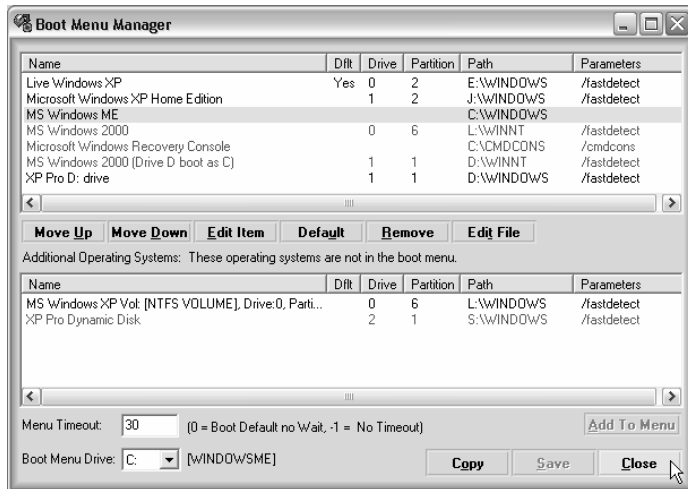 Boot Menu Manager
Name Dflt Drive Partition Path Parameters
Live Windows XP Yes 0 2 E:\WINDOWS /fastdetect
Microsoft Windows XP Home Edition 1 2 J:\WINDOWS /fastdetect
MS Windows ME C:\WINDOWS
MS Windows 2000 0 6 L:\WINNT /fastdetect
Microsoft Windows Recovery Console C:\CMDCONS /cmdcons
MS Windows 2000 (Drive D boot as C) 1 1 D:\WINNT /fastdetect
XP Pro D: drive 1 1 D:\WINDOWS /fastdetect
Move Up Move Down Edit Item Default Remove Edit File
Additional Operating Systems: These operating systems are not in the boot menu.
Name Dflt Drive Partition Path Parameters
MS Windows XP Vol: [NTFS VOLUME], Drive:0, Parti... 0 6 L:\WINDOWS /fastdetect
XP Pro Dynamic Disk 2 1 S:\WINDOWS /fastdetect
Menu Timeout: 30 (0 = Boot Default no Wait, -1 = No Timeout) Add To Menu
Boot Menu Drive: C: [WINDOWSME] Copy Save Close